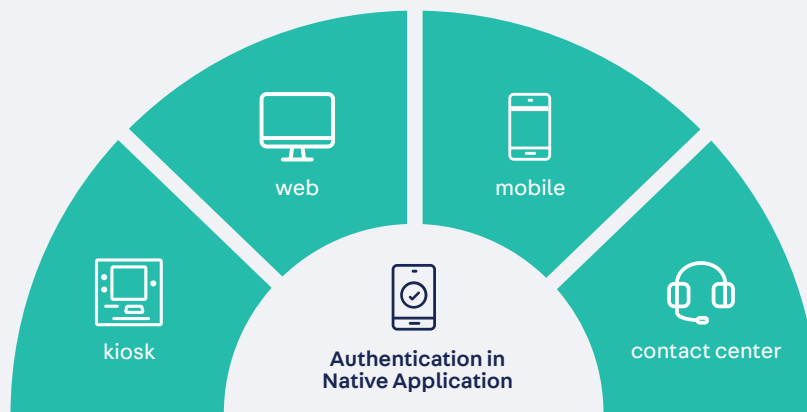 web
mobile
kiosk
contact center
Authentication in
Native Application